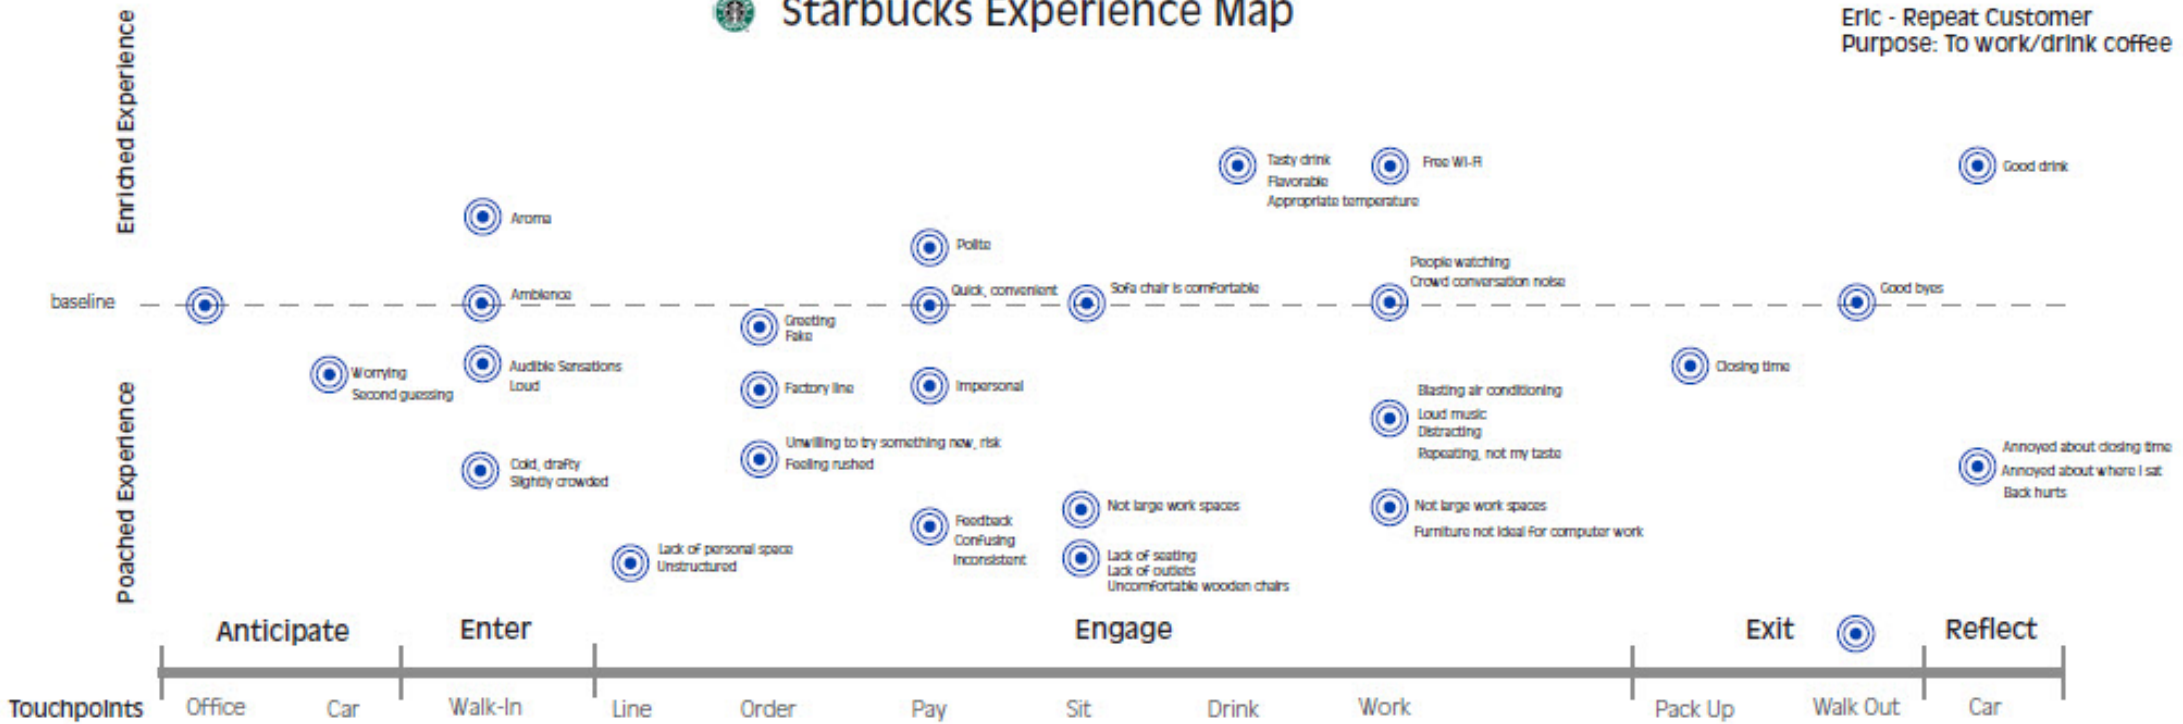 Starbucks Experience Map
Eric - Repeat Customer
Purpose: To work/drink coffee
Enriched Experience
baseline
Poached Experience
Worrying
Second guessing
Aroma
Ambience
Audible Sensations
Loud
Cold, drafty
Slightly crowded
Lack of personal space
Unstructured
Greeting
Fake
Factory line
Unwilling to try something new, risk
Feeling rushed
Polite
Quick, convenient
Impersonal
Feedback
Confusing
Inconsistent
Sofa chair is comfortable
Not large work spaces
Lack of seating
Lack of outlets
Uncomfortable wooden chairs
Tasty drink
Flavorable
Appropriate temperature
Free Wi-Fi
People watching
Crowd conversation noise
Blasting air conditioning
Loud music
Distracting
Repeating, not my taste
Not large work spaces
Furniture not ideal for computer work
Closing time
Good byes
Good drink
Annoyed about closing time
Annoyed about where I sat
Back hurts
Anticipate
Enter
Engage
Exit
Reflect
Touchpoints
Office
Car
Walk-In
Line
Order
Pay
Sit
Drink
Work
Pack Up
Walk Out
Car